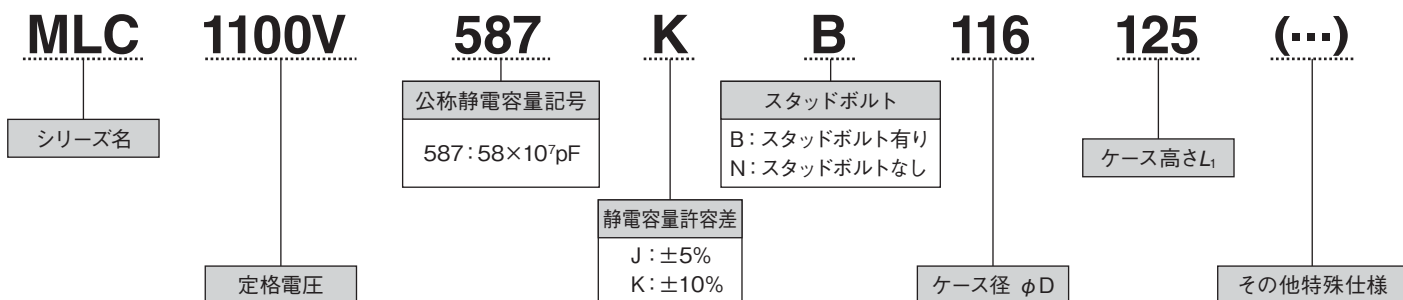 MLC 1100V 587 K B 116 125 (…)
シリーズ名
定格電圧
公称静電容量記号
587：58×10⁷pF
静電容量許容差
J：±5%
K：±10%
スタッドボルト
B：スタッドボルト有り
N：スタッドボルトなし
ケース径 φD
ケース高さL₁
その他特殊仕様